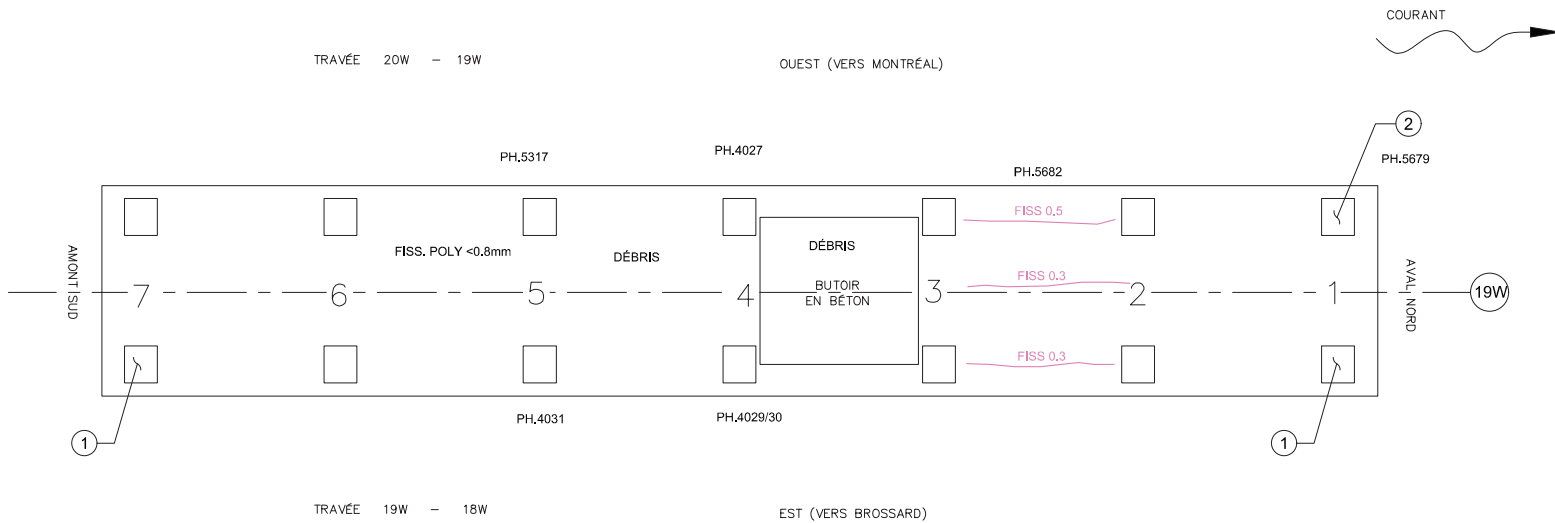 COURANT
TRAVÉE 20W – 19W
OUEST (VERS MONTRÉAL)
2
PH.5317
PH.4027
PH.5682
PH.5679
FISS 0.5
FISS. POLY <0.8mm
DÉBRIS
DÉBRIS
AMONT SUD
7
6
5
4
BUTOIR
EN BÉTON
3
FISS 0.3
2
1
AVAL NORD
19W
FISS 0.3
PH.4031
PH.4029/30
1
1
TRAVÉE 19W – 18W
EST (VERS BROSSARD)